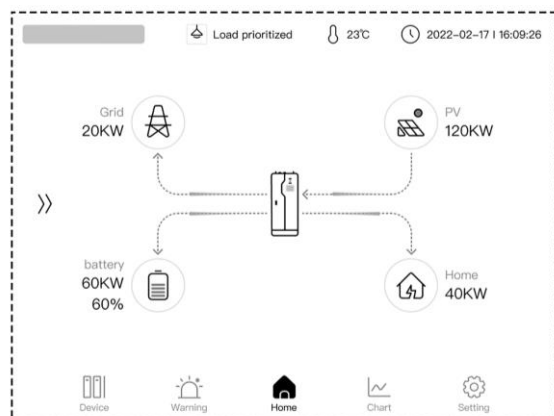 Load prioritized 23℃ 2022-02-17 I 16:09:26
Grid
20KW
PV
120KW
battery
60KW
60%
Home
40KW
Device Warning Home Chart Setting